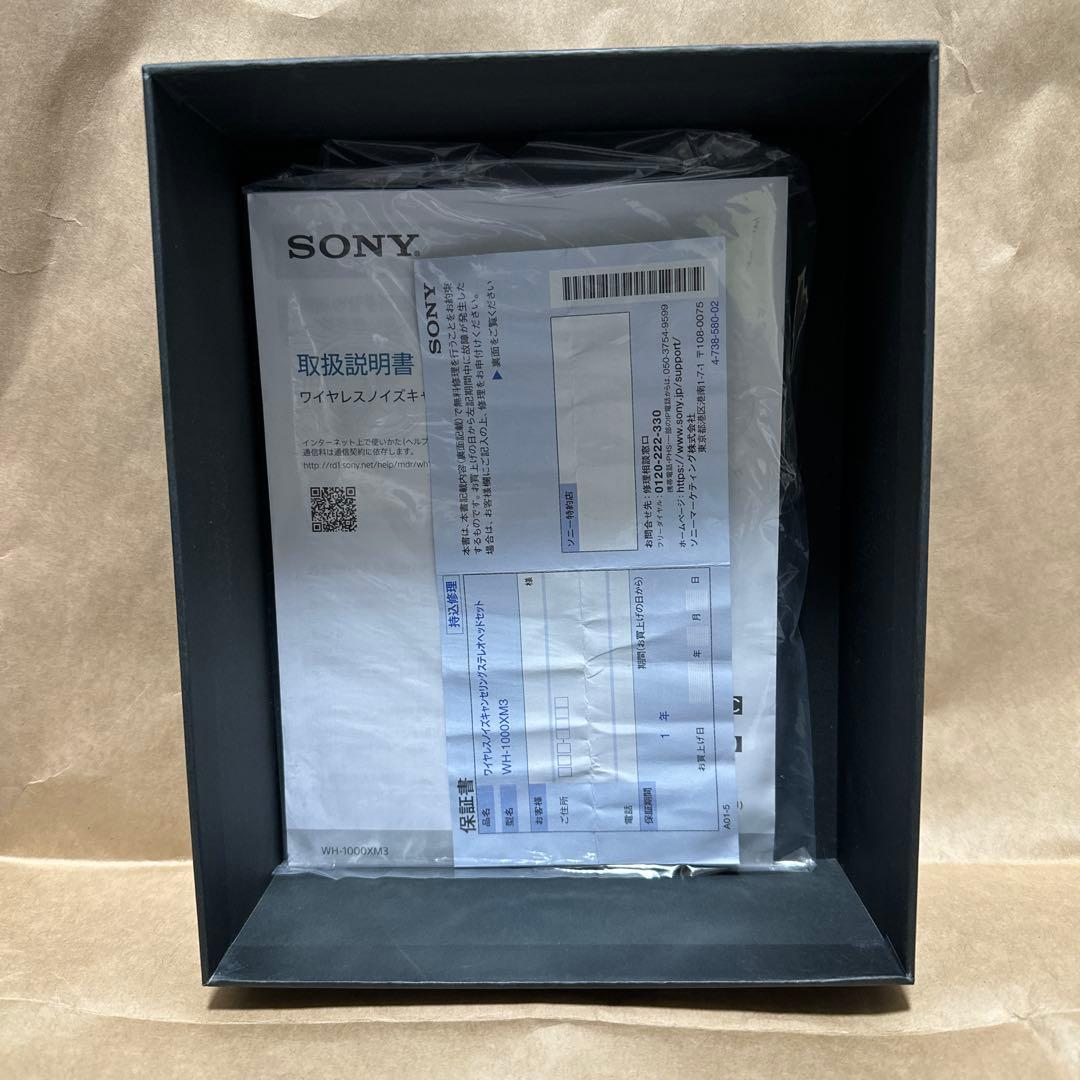 SONY®
取扱説明書
ワイヤレスノイズキャ
インターネット上で使いかた(ヘルプ
通信料は通信契約に依存します。
http://rd1.sony.net/help/mdr/wh
WH-1000XM3
SONY
本書は、本書記載内容(裏面記載)で無料修理を行うことをお約束
するものです。お買上げの日から左記期間中に故障が発生した
場合は、お客様欄にご記入の上、修理をお申付けください。
▶裏面をご覧ください
ソニー特約店
お問合せ先:修理相談窓口
フリーダイヤル:0120-222-330
携帯電話・PHS・一部のIP電話からは:050-3754-9599
ホームページ:https://www.sony.jp/support/
ソニーマーケティング株式会社
東京都港区港南1-7-1 〒108-0075
4-738-580-02
保証書
持込修理
品名 ワイヤレスノイズキャンセリングステレオヘッドセット
型名 WH-1000XM3
お客様 様
ご住所
電話
保証期間 期間(お買上げの日から)
1 年
お買上げ日 年 月 日
A01-5